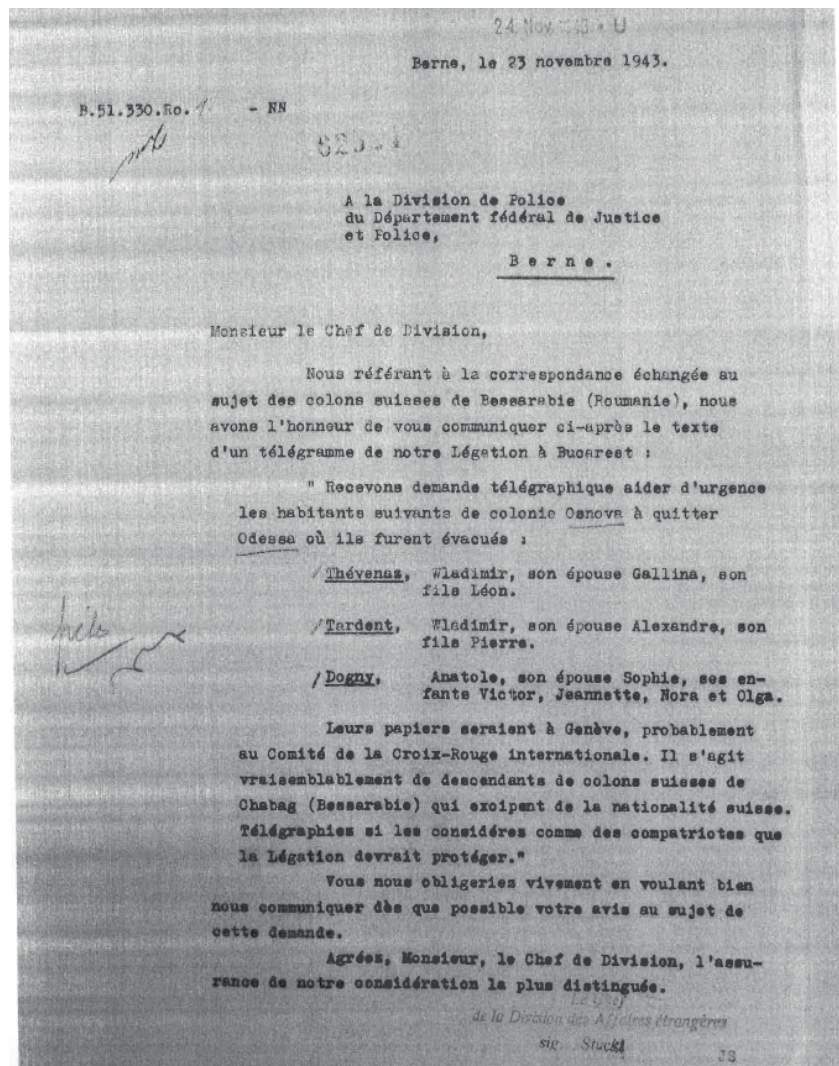 24. Nov. 1943 * U
Berne, le 23 novembre 1943.
B.51.330.Ro. - NN
A la Division de Police
du Département fédéral de Justice
et Police,
Berne.
Monsieur le Chef de Division,
Nous référant à la correspondance échangée au
sujet des colons suisses de Bessarabie (Roumanie), nous
avons l'honneur de vous communiquer ci-après le texte
d'un télégramme de notre Légation à Bucarest :
" Recevons demande télégraphique aider d'urgence
les habitants suivants de colonie Osnova à quitter
Odessa où ils furent évacués :
Thévenaz, Wladimir, son épouse Gallina, son
fils Léon.
Tardent, Wladimir, son épouse Alexandra, son
fils Pierre.
Dogny, Anatole, son épouse Sophie, ses en-
fants Victor, Jeannette, Nora et Olga.
Leurs papiers seraient à Genève, probablement
au Comité de la Croix-Rouge internationale. Il s'agit
vraisemblablement de descendants de colons suisses de
Chabag (Bessarabie) qui excipent de la nationalité suisse.
Télégraphiez si les considérez comme des compatriotes que
la Légation devrait protéger."
Vous nous obligeriez vivement en voulant bien
nous communiquer dès que possible votre avis au sujet de
cette demande.
Agréez, Monsieur, le Chef de Division, l'assu-
rance de notre considération la plus distinguée.
Le Chef
de la Division des Affaires étrangères
sig. Stucki
JS